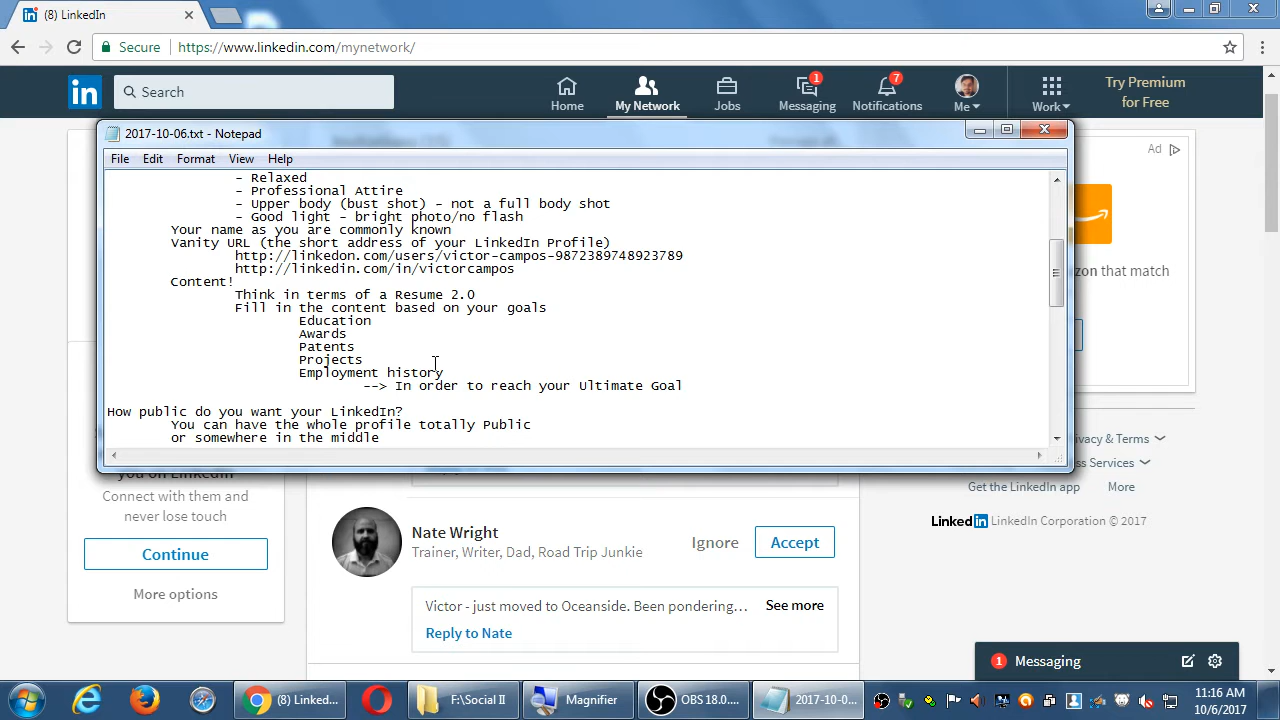 (8) LinkedIn
Secure
https://www.linkedin.com/mynetwork/
in
Search
Home
My Network
Jobs
1
Messaging
7
Notifications
Me
Work
Try Premium
for Free
2017-10-06.txt - Notepad
File Edit Format View Help
- Relaxed
- Professional Attire
- Upper body (bust shot) - not a full body shot
- Good light - bright photo/no flash
Your name as you are commonly known
Vanity URL (the short address of your LinkedIn Profile)
http://linkedon.com/users/victor-campos-9872389748923789
http://linkedin.com/in/victorcampos
Content!
Think in terms of a Resume 2.0
Fill in the content based on your goals
Education
Awards
Patents
Projects
Employment history
--> In order to reach your Ultimate Goal
How public do you want your LinkedIn?
You can have the whole profile totally Public
or somewhere in the middle
Ad
that match
you on LinkedIn
Connect with them and
never lose touch
Continue
More options
Nate Wright
Trainer, Writer, Dad, Road Trip Junkie
Ignore
Accept
Victor - just moved to Oceanside. Been pondering…
See more
Reply to Nate
& Terms
Services
Get the LinkedIn app
More
LinkedIn LinkedIn Corporation © 2017
1
Messaging
(8) Linked...
F:\Social II
Magnifier
OBS 18.0....
2017-10-0...
11:16 AM
10/6/2017